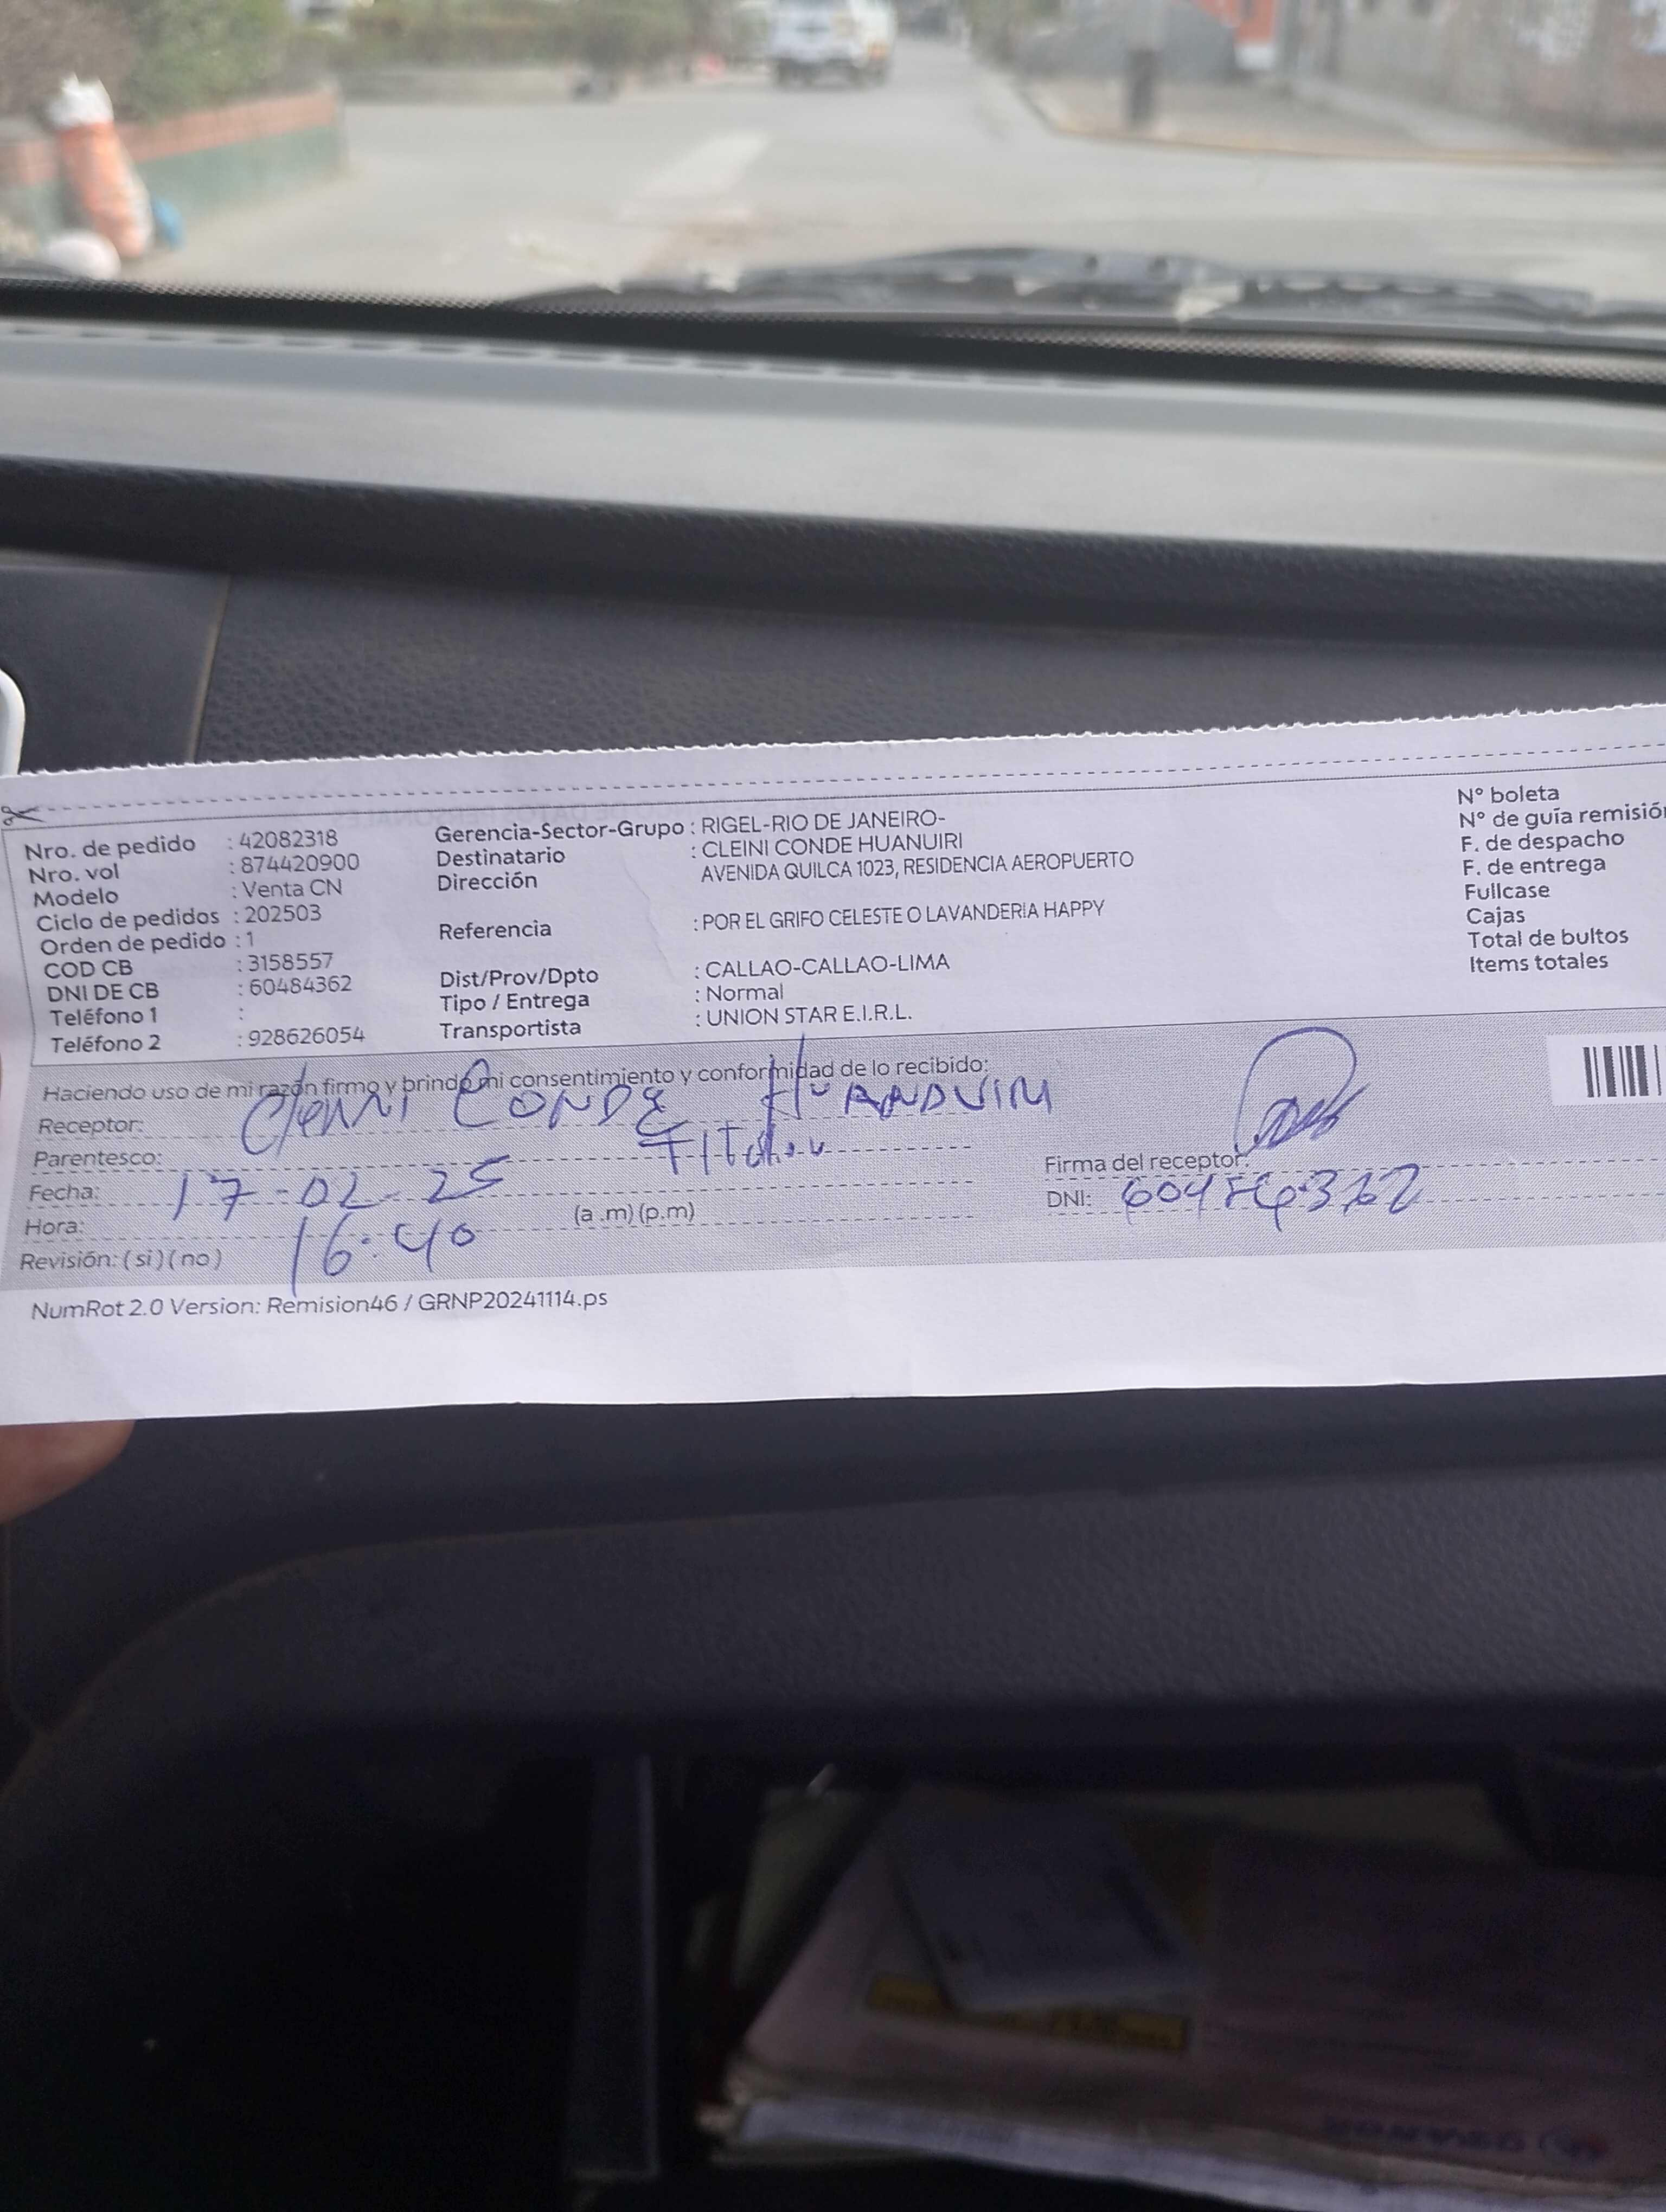 Nro. de pedido : 42082318
Nro. vol : 874420900
Modelo : Venta CN
Ciclo de pedidos : 202503
Orden de pedido : 1
COD CB : 3158557
DNI DE CB : 60484362
Teléfono 1 :
Teléfono 2 : 928626054
Gerencia-Sector-Grupo : RIGEL-RIO DE JANEIRO-
Destinatario : CLEINI CONDE HUANUIRI
Dirección AVENIDA QUILCA 1023, RESIDENCIA AEROPUERTO
Referencia : POR EL GRIFO CELESTE O LAVANDERIA HAPPY
Dist/Prov/Dpto : CALLAO-CALLAO-LIMA
Tipo / Entrega : Normal
Transportista : UNION STAR E.I.R.L.
N° boleta
N° de guía remisió
F. de despacho
F. de entrega
Fullcase
Cajas
Total de bultos
Items totales
Haciendo uso de mi razón firmo y brindo mi consentimiento y conformidad de lo recibido:
Receptor: CONDE
Parentesco:
Fecha: 17-02-25
Hora: 16:40 (a .m) (p.m)
Revisión: ( si ) ( no )
Firma del receptor:
DNI:
NumRot 2.0 Version: Remision46 / GRNP20241114.ps